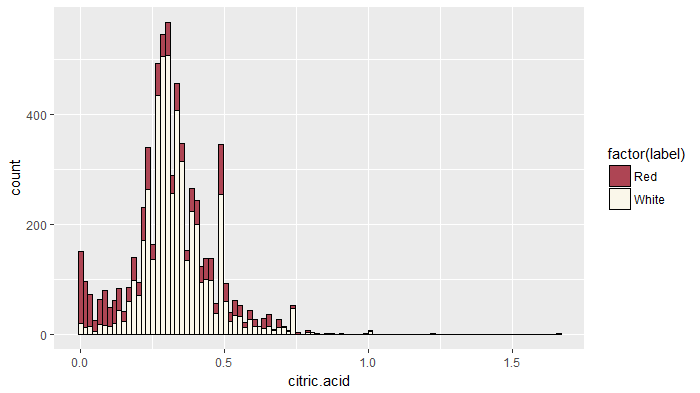 400
200
0
count
0.0 0.5 1.0 1.5
citric.acid
factor(label)
Red
White